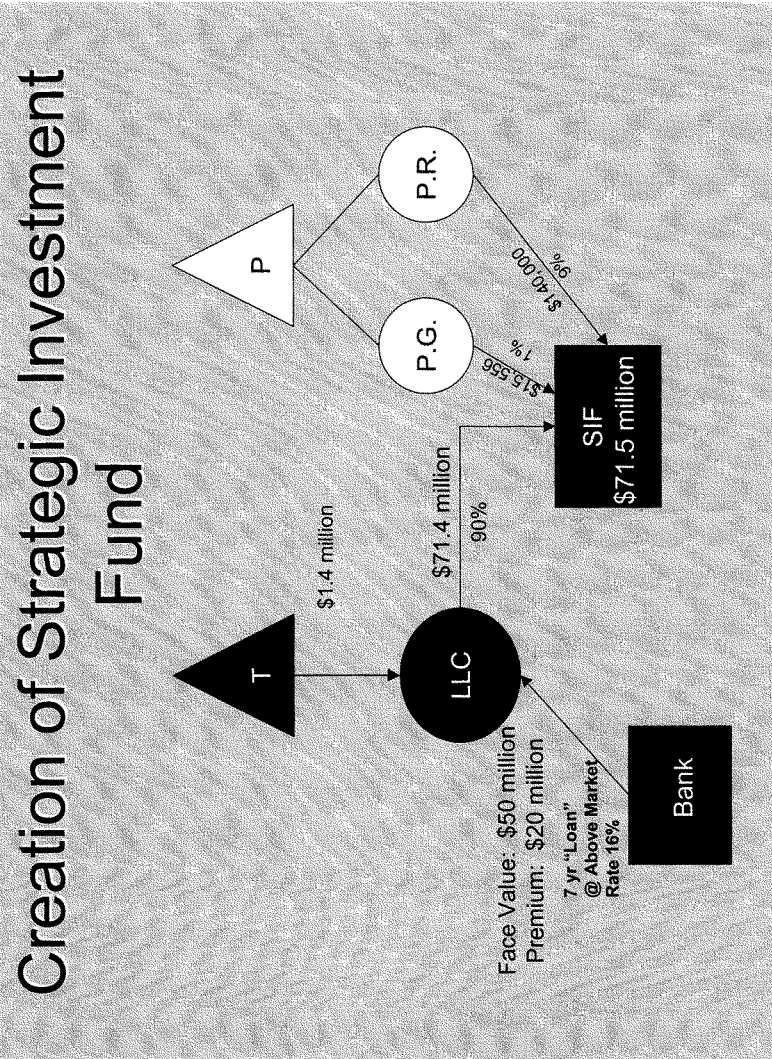 Creation of Strategic Investment
Fund
T
P
$1.4 million
LLC
$71.4 million
90%
P.G.
P.R.
$15,556
1%
$140,000
9%
Face Value: $50 million
Premium: $20 million
7 yr “Loan”
@ Above Market
Rate 16%
Bank
SIF
$71.5 million